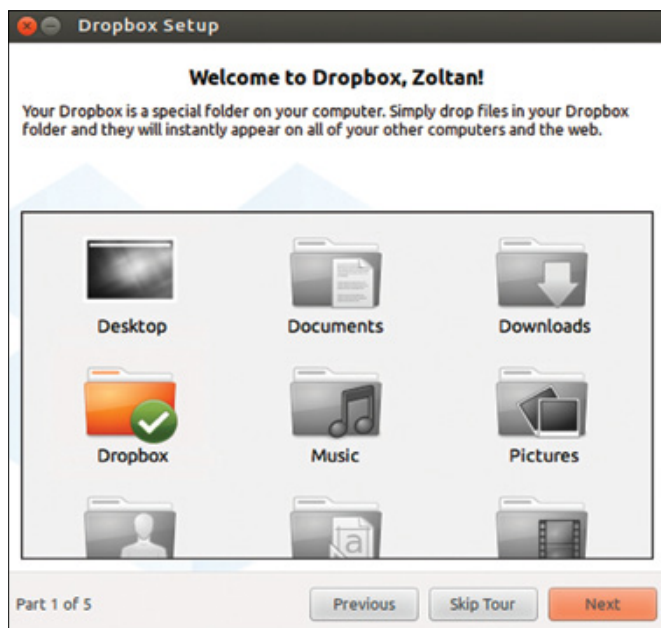 Dropbox Setup
Welcome to Dropbox, Zoltan!
Your Dropbox is a special folder on your computer. Simply drop files in your Dropbox
folder and they will instantly appear on all of your other computers and the web.
Desktop Documents Downloads
Dropbox Music Pictures
a
Part 1 of 5 Previous Skip Tour Next